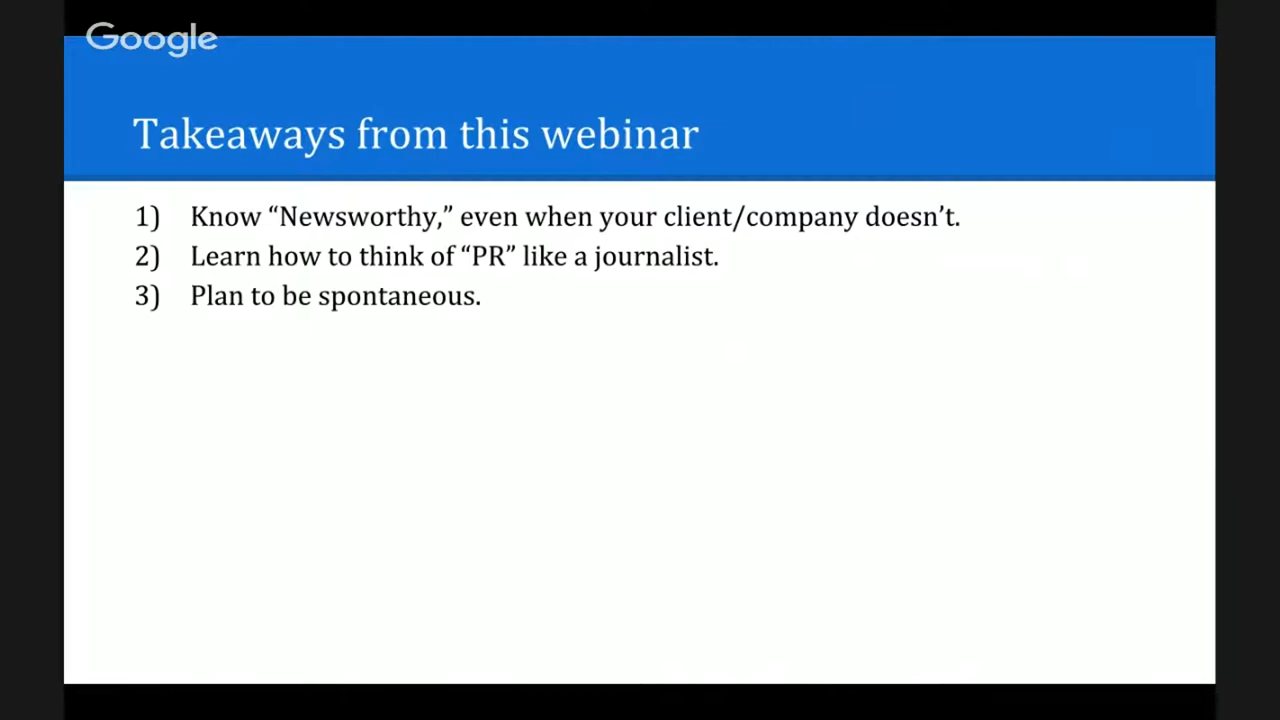 Google
Takeaways from this webinar
1) Know “Newsworthy,” even when your client/company doesn’t.
2) Learn how to think of “PR” like a journalist.
3) Plan to be spontaneous.